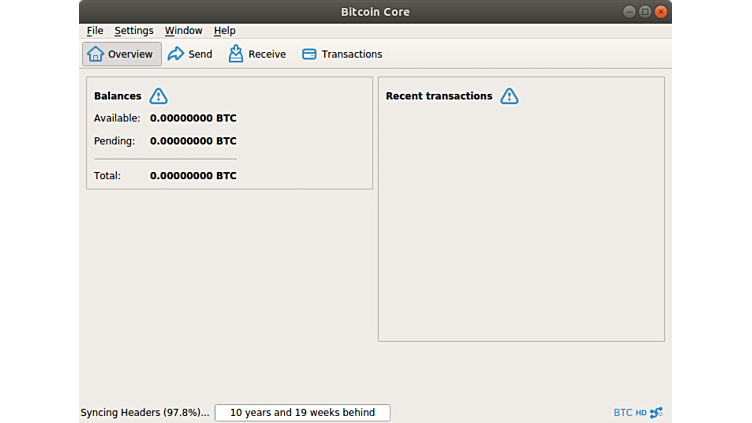 Bitcoin Core
File Settings Window Help
Overview Send Receive Transactions
Balances
Available: 0.00000000 BTC
Pending: 0.00000000 BTC
Total: 0.00000000 BTC
Recent transactions
Syncing Headers (97.8%)... 10 years and 19 weeks behind
BTC HD